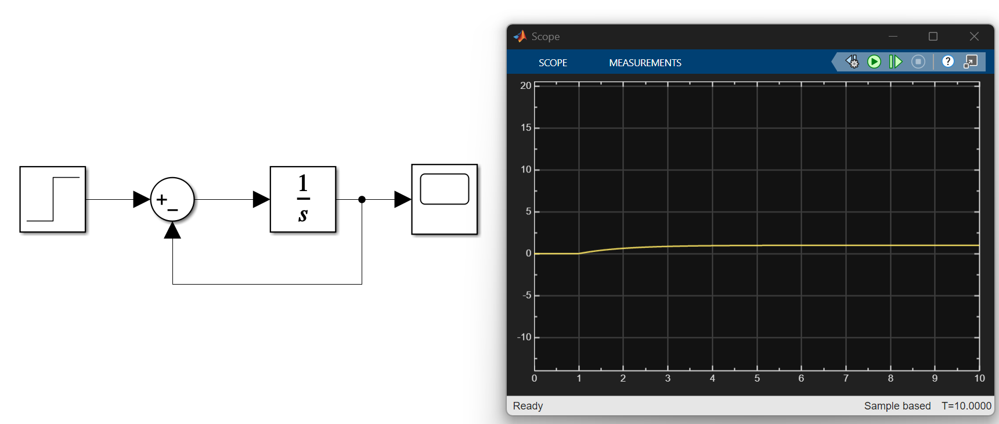 Scope
SCOPE MEASUREMENTS
?
20
15
10
5
0
-5
-10
0 1 2 3 4 5 6 7 8 9 10
Ready Sample based T=10.0000
+
−
1
s